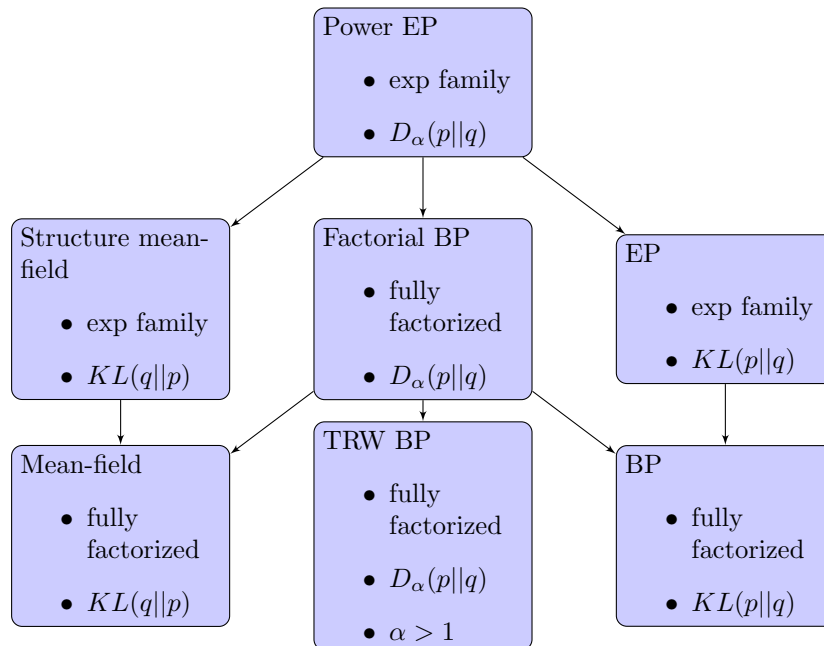 Power EP
• exp family
• $D_\alpha(p||q)$
Structure mean-
field
• exp family
• $KL(q||p)$
Factorial BP
• fully
factorized
• $D_\alpha(p||q)$
EP
• exp family
• $KL(p||q)$
Mean-field
• fully
factorized
• $KL(q||p)$
TRW BP
• fully
factorized
• $D_\alpha(p||q)$
• $\alpha > 1$
BP
• fully
factorized
• $KL(p||q)$